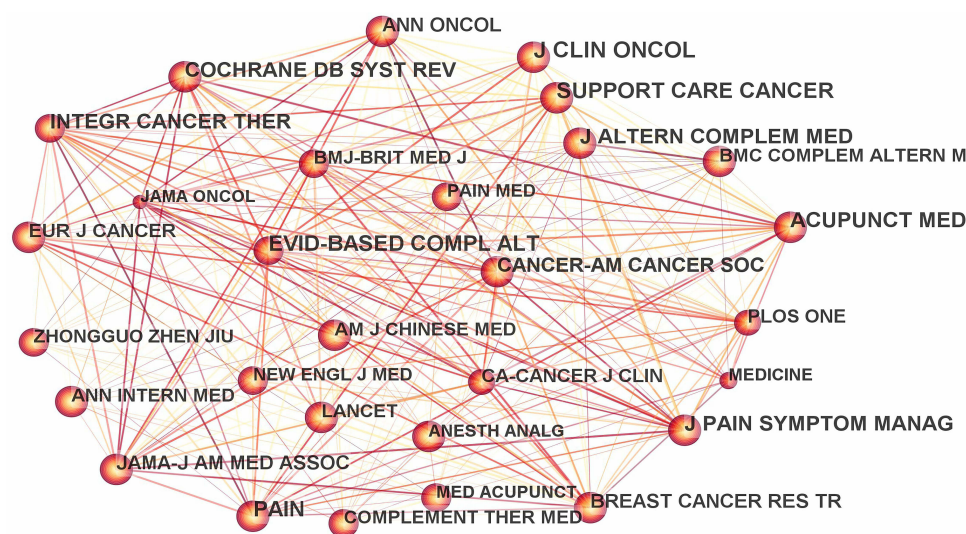 ANN ONCOL
J CLIN ONCOL
COCHRANE DB SYST REV
SUPPORT CARE CANCER
INTEGR CANCER THER
J ALTERN COMPLEM MED
BMJ-BRIT MED J
BMC COMPLEM ALTERN M
PAIN MED
JAMA ONCOL
ACUPUNCT MED
EUR J CANCER
EVID-BASED COMPL ALT
CANCER-AM CANCER SOC
PLOS ONE
AM J CHINESE MED
ZHONGGUO ZHEN JIU
NEW ENGL J MED
CA-CANCER J CLIN
MEDICINE
ANN INTERN MED
LANCET
J PAIN SYMPTOM MANAG
ANESTH ANALG
JAMA-J AM MED ASSOC
MED ACUPUNCT
BREAST CANCER RES TR
PAIN
COMPLEMENT THER MED